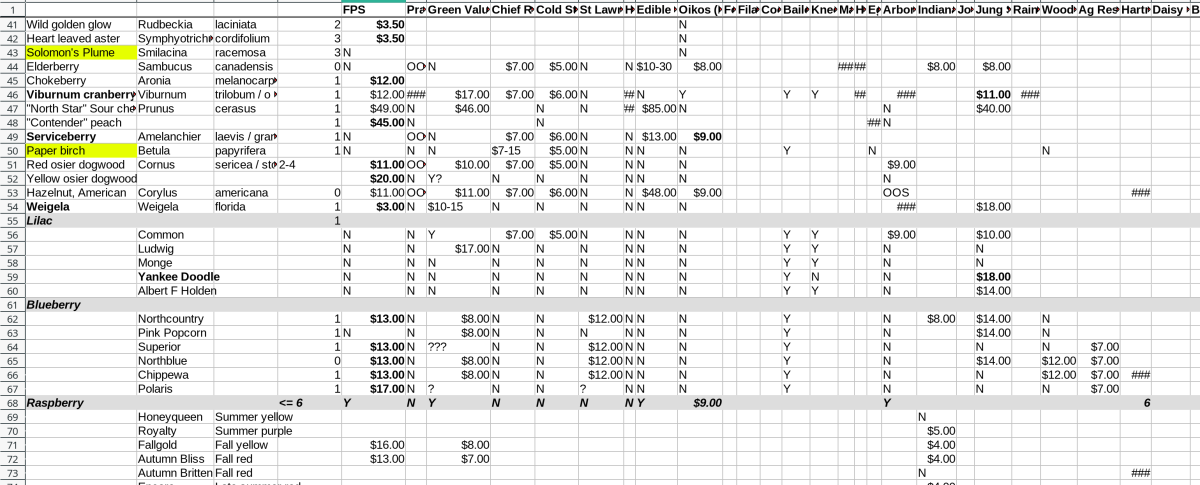 1 FPS Pra Green Valu Chief R Cold S St Law H Edible Oikos ( F Fila Co Bail Kne Ma H E Arbor Indian Jo Jung Rain Wood Ag Res Hart Daisy B
41 Wild golden glow Rudbeckia laciniata 2 $3.50 N
42 Heart leaved aster Symphyotrich cordifolium 3 $3.50 N
43 Solomon's Plume Smilacina racemosa 3 N N
44 Elderberry Sambucus canadensis 0 N OO N $7.00 $5.00 N N $10-30 $8.00 ### ## $8.00 $8.00
45 Chokeberry Aronia melanocarp 1 $12.00
46 Viburnum cranberry Viburnum trilobum / o 1 $12.00 ### $17.00 $7.00 $6.00 N ## N Y Y Y ## ### $11.00 ###
47 "North Star" Sour che Prunus cerasus 1 $49.00 N $46.00 N N ## $85.00 N N $40.00
48 "Contender" peach 1 $45.00 N N ## N
49 Serviceberry Amelanchier laevis / gran 1 N OO N $7.00 $6.00 N N $13.00 $9.00
50 Paper birch Betula papyrifera 1 N N N $7-15 $5.00 N N N N Y N N
51 Red osier dogwood Cornus sericea / sto 2-4 $11.00 OO $10.00 $7.00 $5.00 N N N N $9.00
52 Yellow osier dogwood $20.00 N Y? N N N N N N N
53 Hazelnut, American Corylus americana 0 $11.00 OO $11.00 $7.00 $6.00 N N $48.00 $9.00 OOS ###
54 Weigela Weigela florida 1 $3.00 N $10-15 N N N N N N ### $18.00
55 Lilac 1
56 Common N N Y $7.00 $5.00 N N N N Y Y $9.00 $10.00
57 Ludwig N N $17.00 N N N N N N Y Y N N
58 Monge N N N N N N N N N Y Y N N
59 Yankee Doodle N N N N N N N N N Y N N $18.00
60 Albert F Holden N N N N N N N N N Y Y N $14.00
61 Blueberry
62 Northcountry 1 $13.00 N $8.00 N N $12.00 N N N Y N $8.00 $14.00 N
63 Pink Popcorn 1 N N $8.00 N N N N N N Y N $14.00 N
64 Superior 1 $13.00 N ??? N N $12.00 N N N Y N N N $7.00
65 Northblue 0 $13.00 N $8.00 N N $12.00 N N N Y N $14.00 $12.00 $7.00
66 Chippewa 1 $13.00 N $8.00 N N $12.00 N N N Y N N $12.00 $7.00 ###
67 Polaris 1 $17.00 N ? N N ? N N N Y N N N $7.00
68 Raspberry <= 6 Y N Y N N N N Y $9.00 Y 6
69 Honeyqueen Summer yellow N
70 Royalty Summer purple $5.00
71 Fallgold Fall yellow $16.00 $8.00 $4.00
72 Autumn Bliss Fall red $13.00 $7.00 $4.00
73 Autumn Britten Fall red N ###